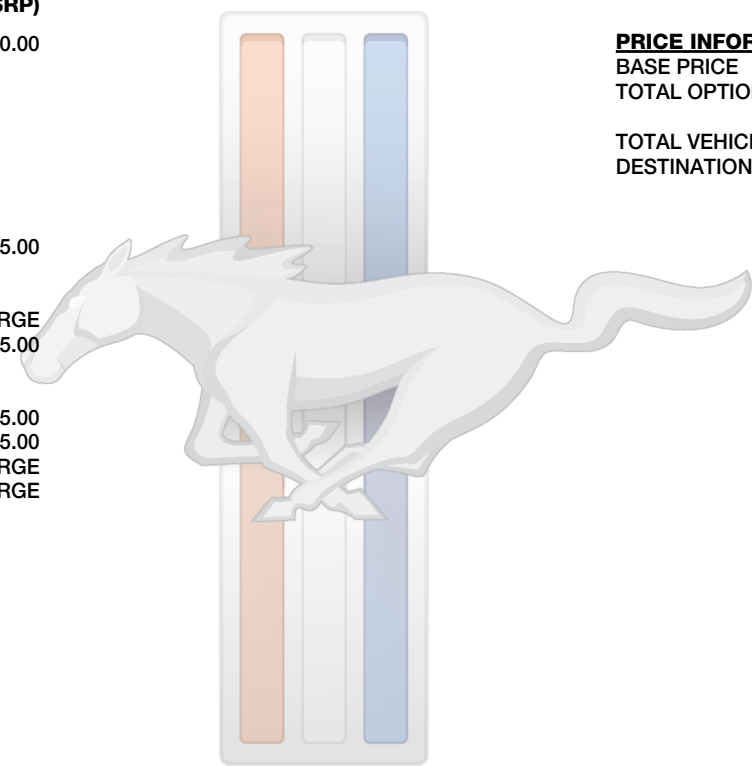 SRP)
0.00
5.00
RGE
5.00
5.00
5.00
RGE
RGE
PRICE INFOR
BASE PRICE
TOTAL OPTIO
TOTAL VEHIC
DESTINATION